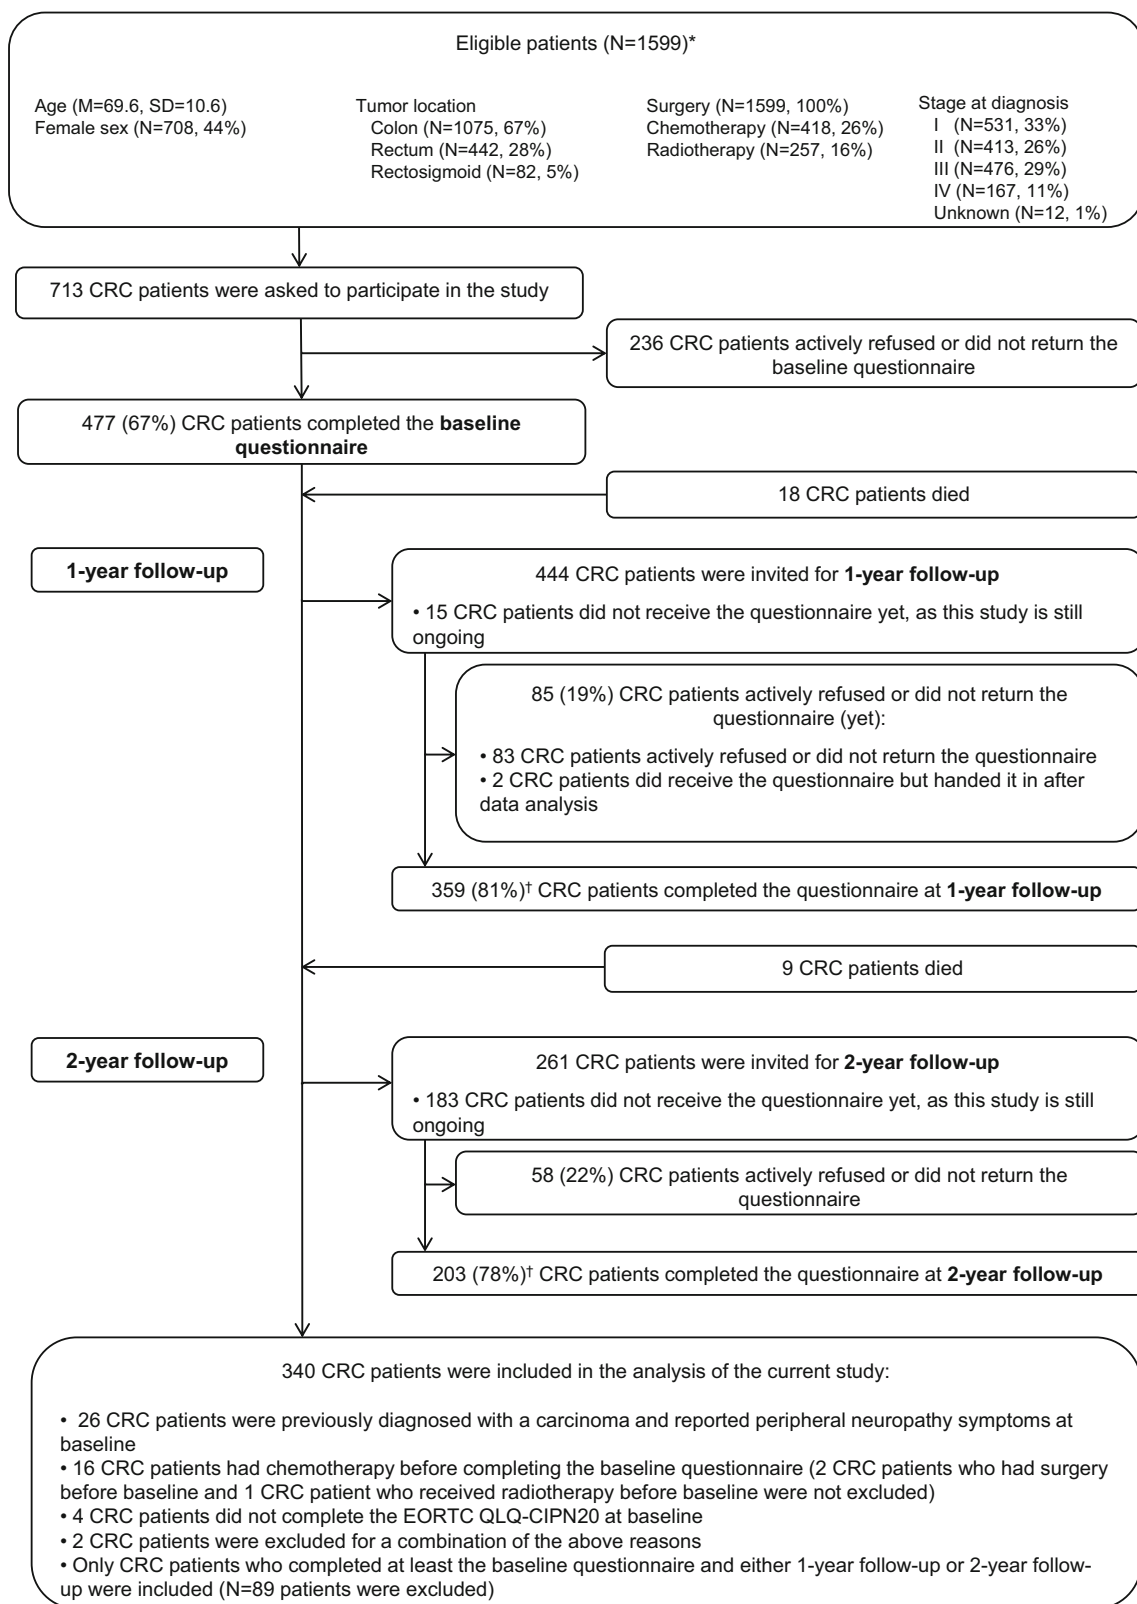 Eligible patients (N=1599)*
Age (M=69.6, SD=10.6)
Female sex (N=708, 44%)
Tumor location
Colon (N=1075, 67%)
Rectum (N=442, 28%)
Rectosigmoid (N=82, 5%)
Surgery (N=1599, 100%)
Chemotherapy (N=418, 26%)
Radiotherapy (N=257, 16%)
Stage at diagnosis
I (N=531, 33%)
II (N=413, 26%)
III (N=476, 29%)
IV (N=167, 11%)
Unknown (N=12, 1%)
713 CRC patients were asked to participate in the study
236 CRC patients actively refused or did not return the
baseline questionnaire
477 (67%) CRC patients completed the baseline
questionnaire
18 CRC patients died
1-year follow-up
444 CRC patients were invited for 1-year follow-up
• 15 CRC patients did not receive the questionnaire yet, as this study is still
ongoing
85 (19%) CRC patients actively refused or did not return the
questionnaire (yet):
• 83 CRC patients actively refused or did not return the questionnaire
• 2 CRC patients did receive the questionnaire but handed it in after
data analysis
359 (81%)† CRC patients completed the questionnaire at 1-year follow-up
9 CRC patients died
2-year follow-up
261 CRC patients were invited for 2-year follow-up
• 183 CRC patients did not receive the questionnaire yet, as this study is still
ongoing
58 (22%) CRC patients actively refused or did not return the
questionnaire
203 (78%)† CRC patients completed the questionnaire at 2-year follow-up
340 CRC patients were included in the analysis of the current study:
• 26 CRC patients were previously diagnosed with a carcinoma and reported peripheral neuropathy symptoms at
baseline
• 16 CRC patients had chemotherapy before completing the baseline questionnaire (2 CRC patients who had surgery
before baseline and 1 CRC patient who received radiotherapy before baseline were not excluded)
• 4 CRC patients did not complete the EORTC QLQ-CIPN20 at baseline
• 2 CRC patients were excluded for a combination of the above reasons
• Only CRC patients who completed at least the baseline questionnaire and either 1-year follow-up or 2-year follow-
up were included (N=89 patients were excluded)